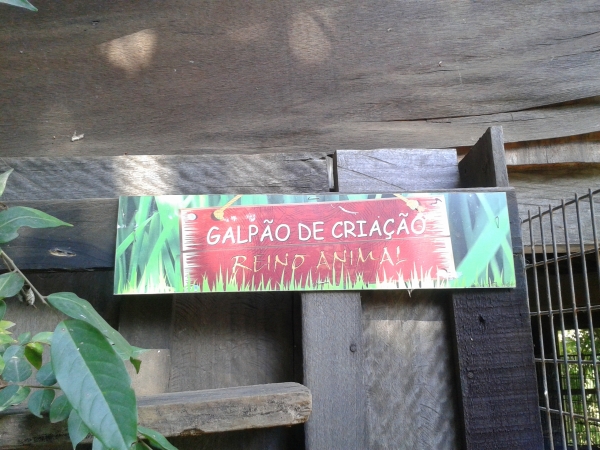 GALPÃO DE CRIAÇÃO
REINO ANIMAL